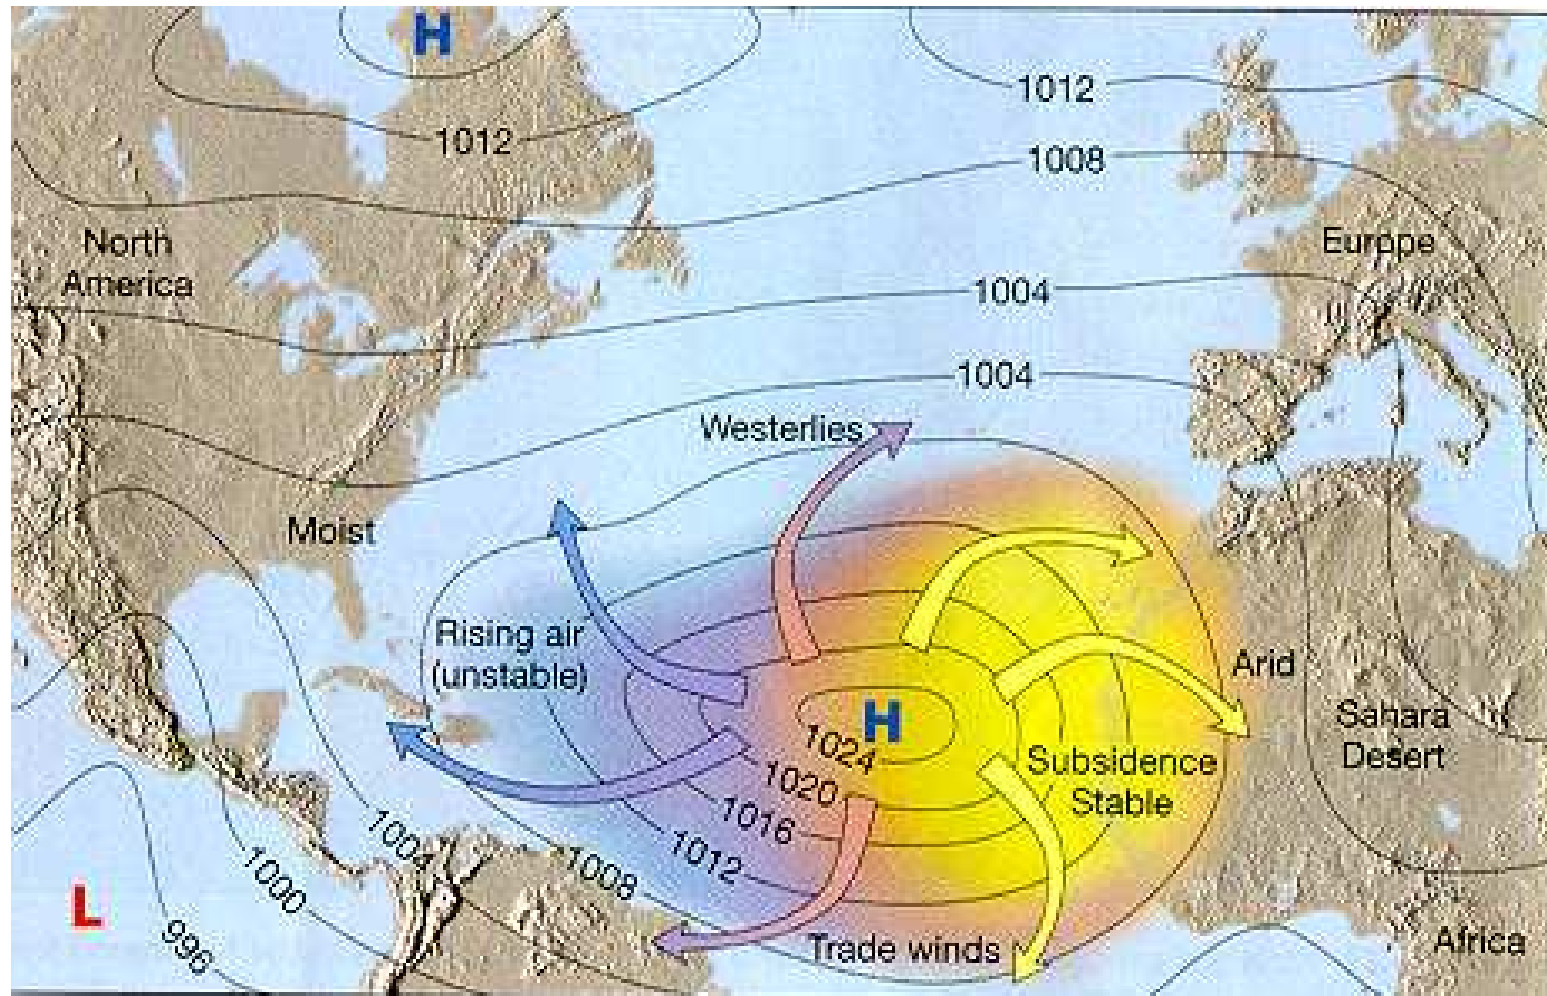 H
1012
1012
1008
North
America
Europe
1004
1004
Westerlies
Moist
Rising air
(unstable)
Arid
H
Sahara
Desert
1024
Subsidence
Stable
1020
1016
1012
1004
1008
1000
L
996
Trade winds
Africa